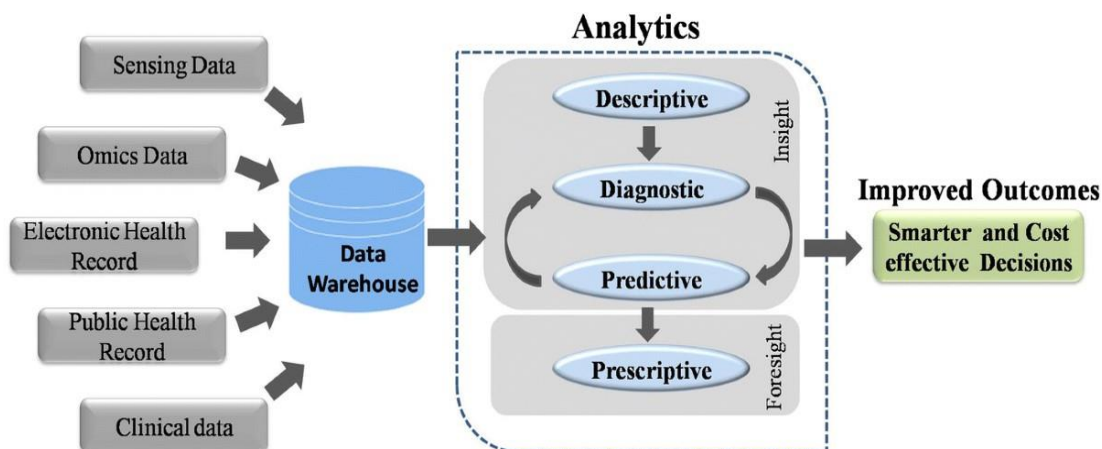 Analytics
Sensing Data
Omics Data
Electronic Health
Record
Public Health
Record
Clinical data
Data
Warehouse
Descriptive
Diagnostic
Predictive
Insight
Prescriptive
Foresight
Improved Outcomes
Smarter and Cost
effective Decisions